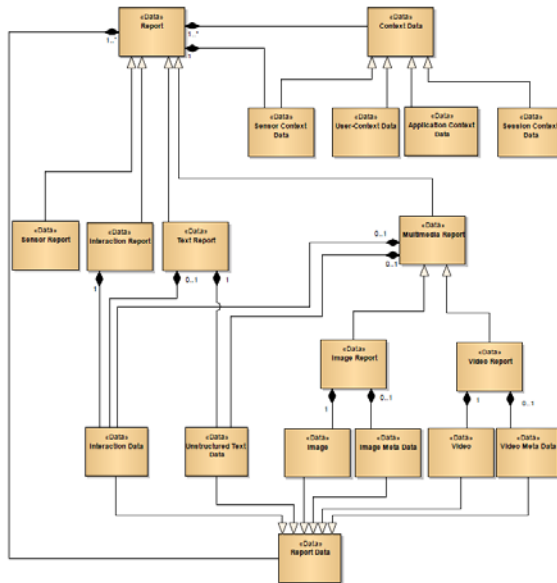 «Data»
Report
1..*
1..*
1
«Data»
Context Data
«Data»
Sensor Context
Data
«Data»
User-Context Data
«Data»
Application Context
Data
«Data»
Session Context
Data
«Data»
Sensor Report
«Data»
Interaction Report
«Data»
Text Report
«Data»
Multimedia Report
0..1
0..1
1
0..1
1
«Data»
Image Report
«Data»
Video Report
1
0..1
1
0..1
«Data»
Interaction Data
«Data»
Unstructured Text
Data
«Data»
Image
«Data»
Image Meta Data
«Data»
Video
«Data»
Video Meta Data
«Data»
Report Data